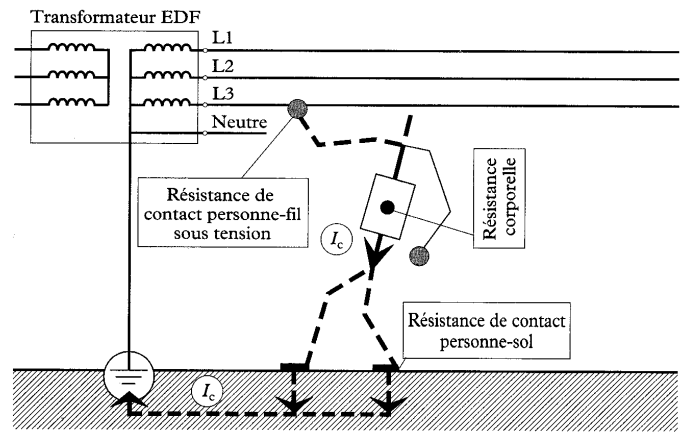 Transformateur EDF
L1
L2
L3
Neutre
Résistance de
contact personne-fil
sous tension
Résistance
corporelle
Ic
Résistance de contact
personne-sol
Ic